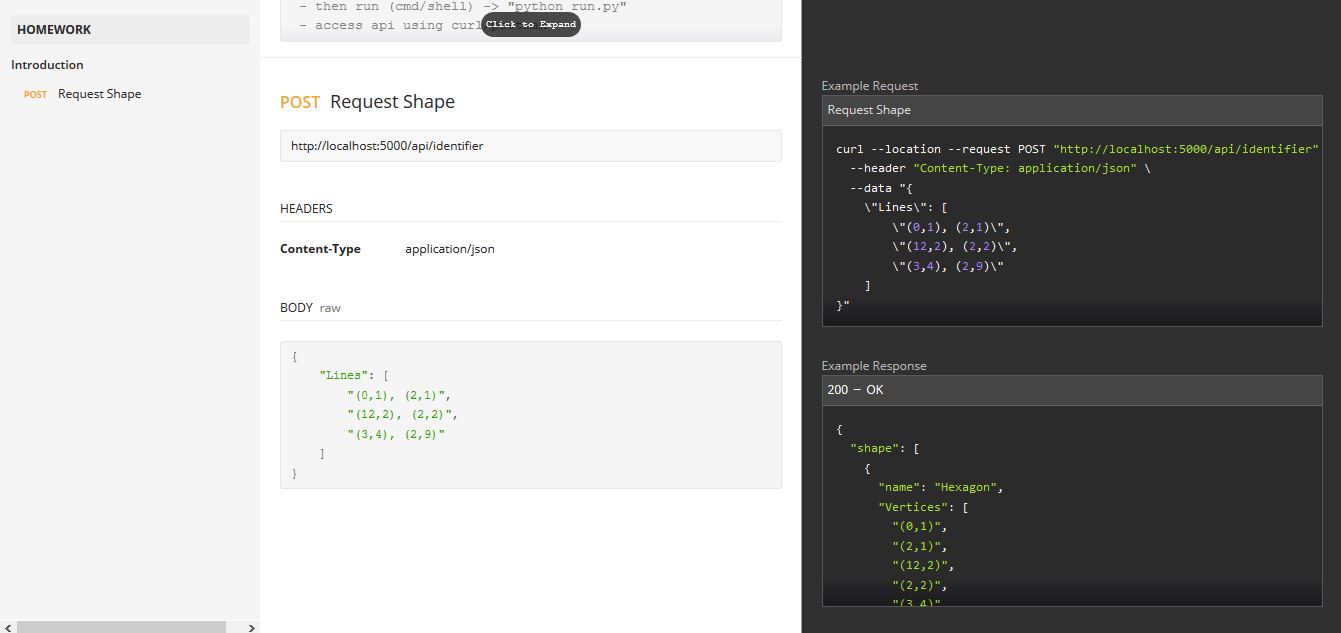 HOMEWORK
Introduction
POST Request Shape
- then run (cmd/shell) -> "python run.py"
- access api using curl
Click to Expand
POST Request Shape
http://localhost:5000/api/identifier
HEADERS
Content-Type application/json
BODY raw
{
"Lines": [
"(0,1), (2,1)",
"(12,2), (2,2)",
"(3,4), (2,9)"
]
}
Example Request
Request Shape
curl --location --request POST "http://localhost:5000/api/identifier"
--header "Content-Type: application/json" \
--data "{
\"Lines\": [
\"(0,1), (2,1)\",
\"(12,2), (2,2)\",
\"(3,4), (2,9)\"
]
}"
Example Response
200 − OK
{
"shape": [
{
"name": "Hexagon",
"Vertices": [
"(0,1)",
"(2,1)",
"(12,2)",
"(2,2)",
"(3,4)",